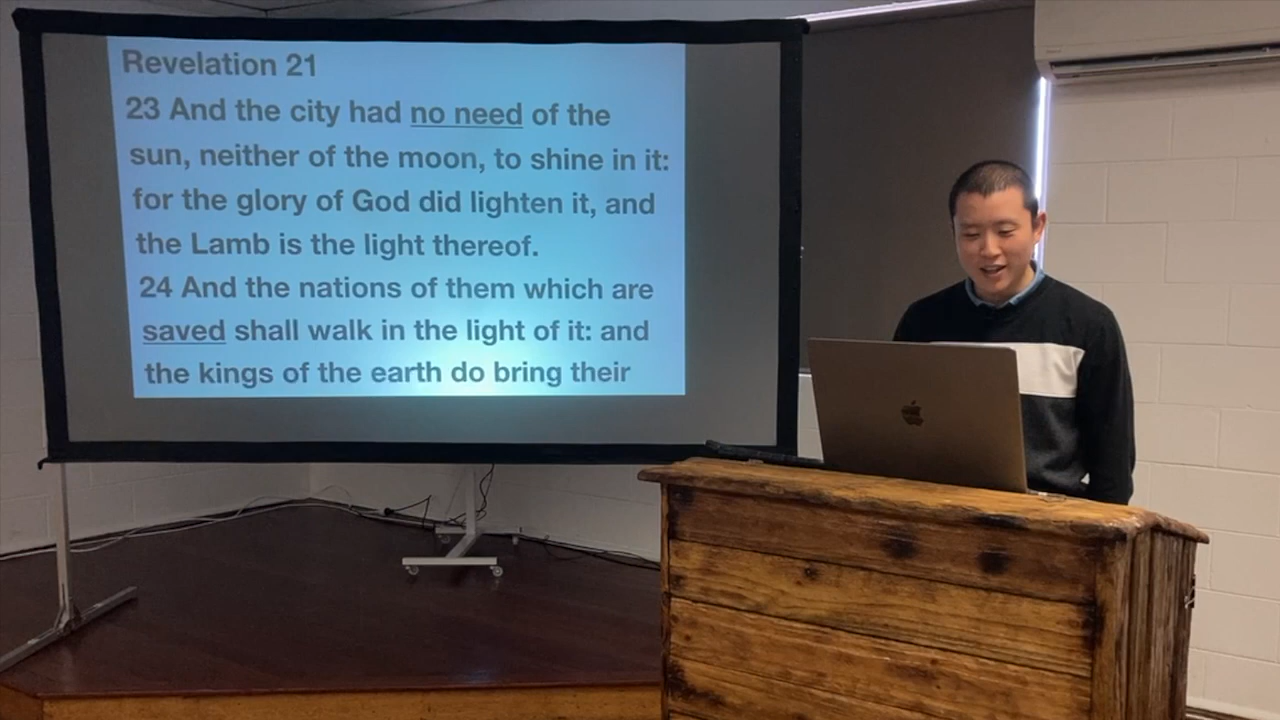 Revelation 21
23 And the city had no need of the
sun, neither of the moon, to shine in it:
for the glory of God did lighten it, and
the Lamb is the light thereof.
24 And the nations of them which are
saved shall walk in the light of it: and
the kings of the earth do bring their